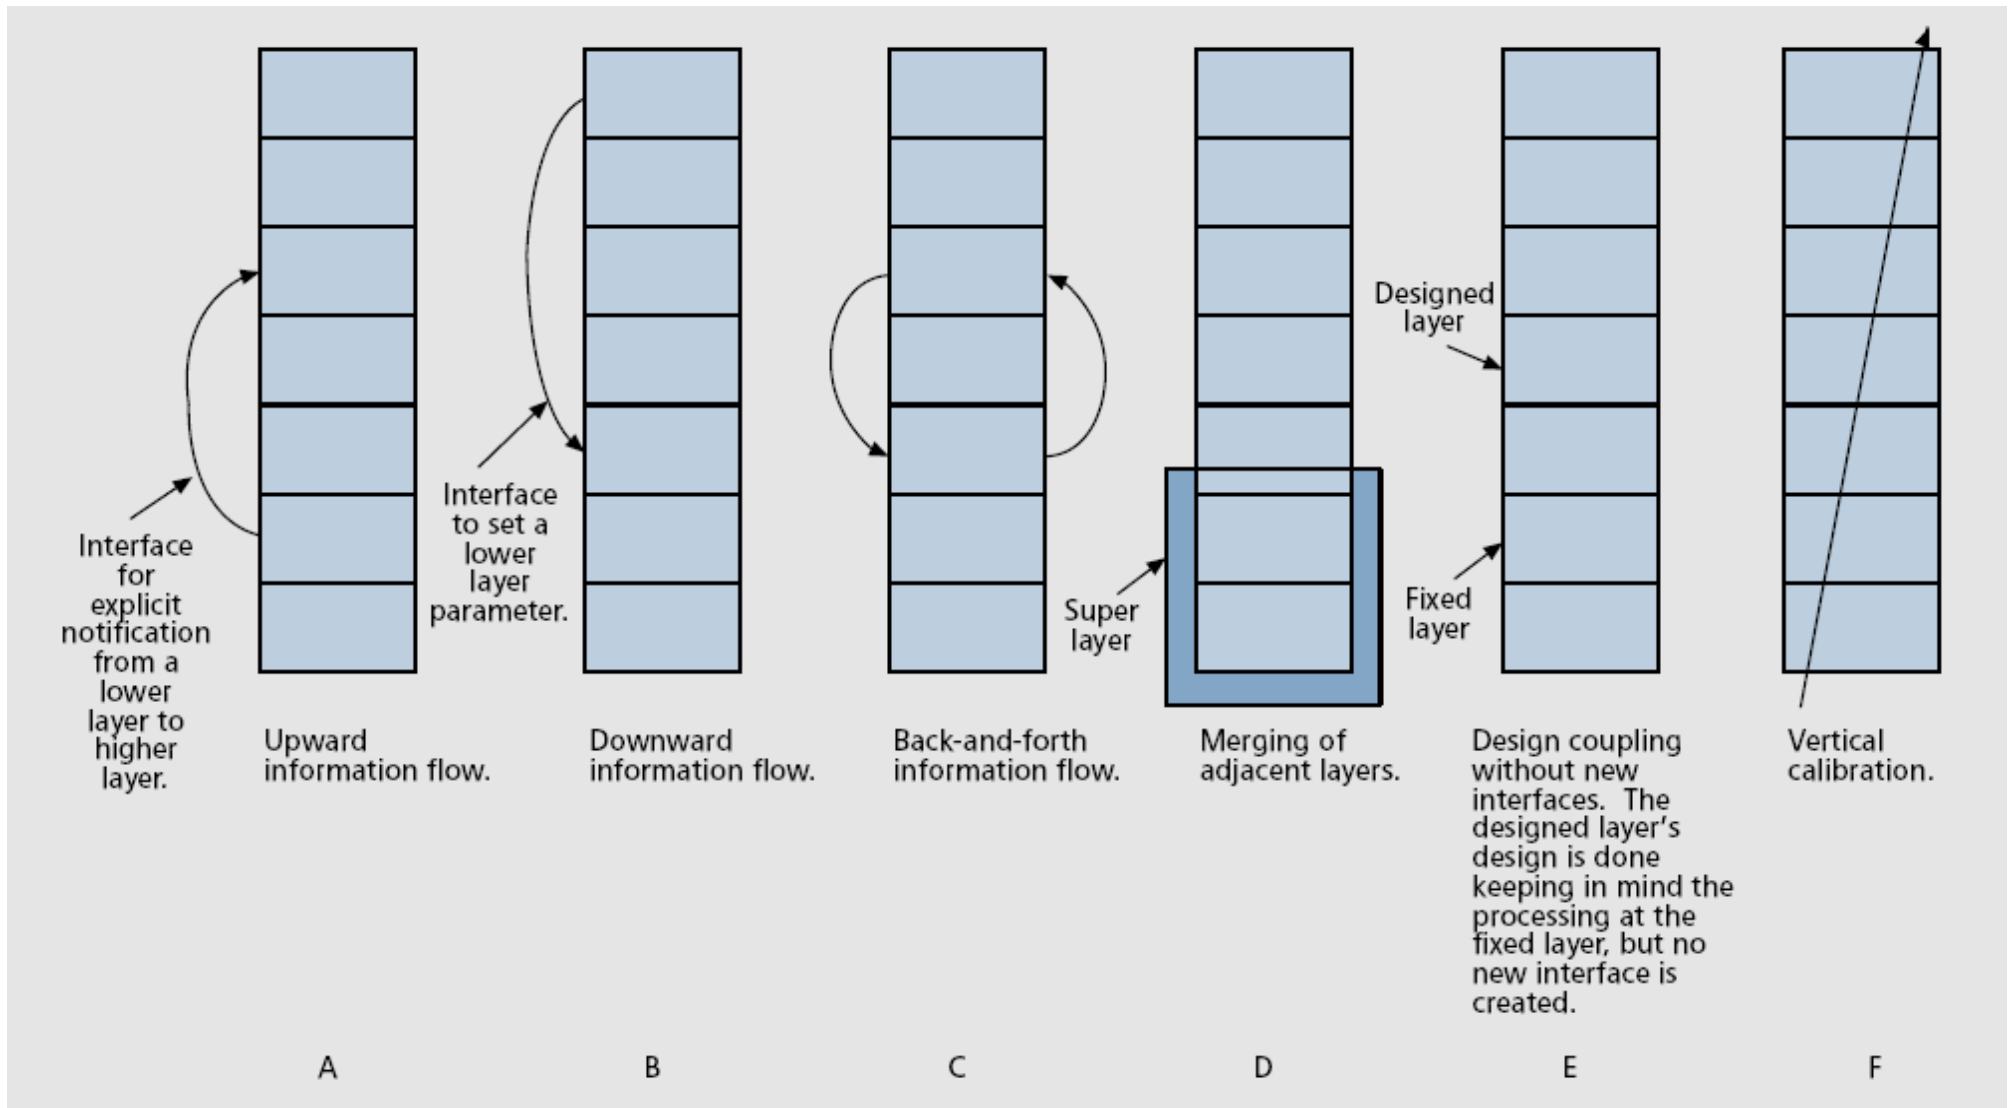 Interface
for
explicit
notification
from a
lower
layer to
higher
layer.
Interface
to set a
lower
layer
parameter.
Super
layer
Designed
layer
Fixed
layer
Upward
information flow.
Downward
information flow.
Back-and-forth
information flow.
Merging of
adjacent layers.
Design coupling
without new
interfaces. The
designed layer's
design is done
keeping in mind the
processing at the
fixed layer, but no
new interface is
created.
Vertical
calibration.
A
B
C
D
E
F